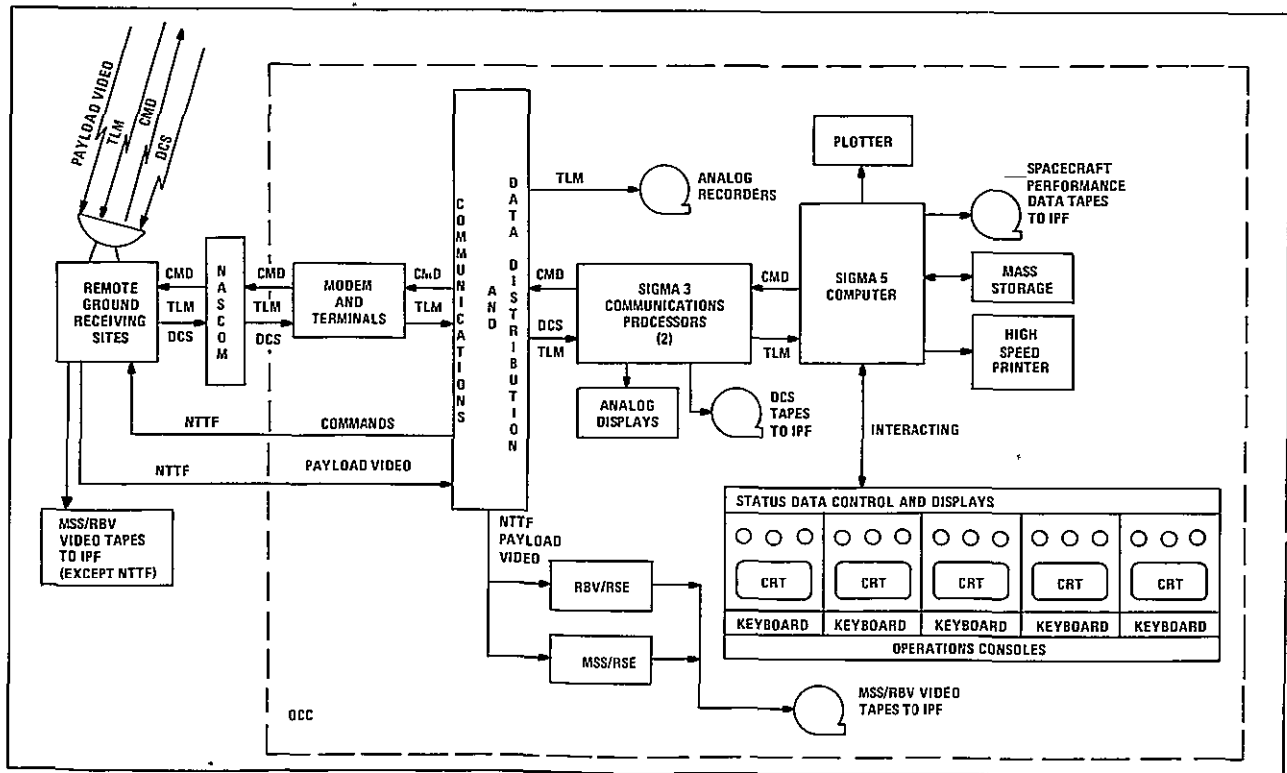 PAYLOAD VIDEO
TLM
CMD
DCS
REMOTE
GROUND
RECEIVING
SITES
CMD
TLM
DCS
NASCOM
CMD
TLM
DCS
MODEM
AND
TERMINALS
CMD
TLM
COMMUNICATIONS
AND
DATA DISTRIBUTION
TLM
ANALOG
RECORDERS
CMD
DCS
TLM
SIGMA 3
COMMUNICATIONS
PROCESSORS
(2)
CMD
TLM
PLOTTER
SIGMA 5
COMPUTER
SPACECRAFT
PERFORMANCE
DATA TAPES
TO IPF
MASS
STORAGE
HIGH
SPEED
PRINTER
ANALOG
DISPLAYS
DCS
TAPES
TO IPF
INTERACTING
NTTF COMMANDS
NTTF PAYLOAD VIDEO
MSS/RBV
VIDEO TAPES
TO IPF
(EXCEPT NTTF)
NTTF
PAYLOAD
VIDEO
RBV/RSE
MSS/RSE
STATUS DATA CONTROL AND DISPLAYS
CRT CRT CRT CRT CRT
KEYBOARD KEYBOARD KEYBOARD KEYBOARD KEYBOARD
OPERATIONS CONSOLES
MSS/RBV VIDEO
TAPES TO IPF
OCC